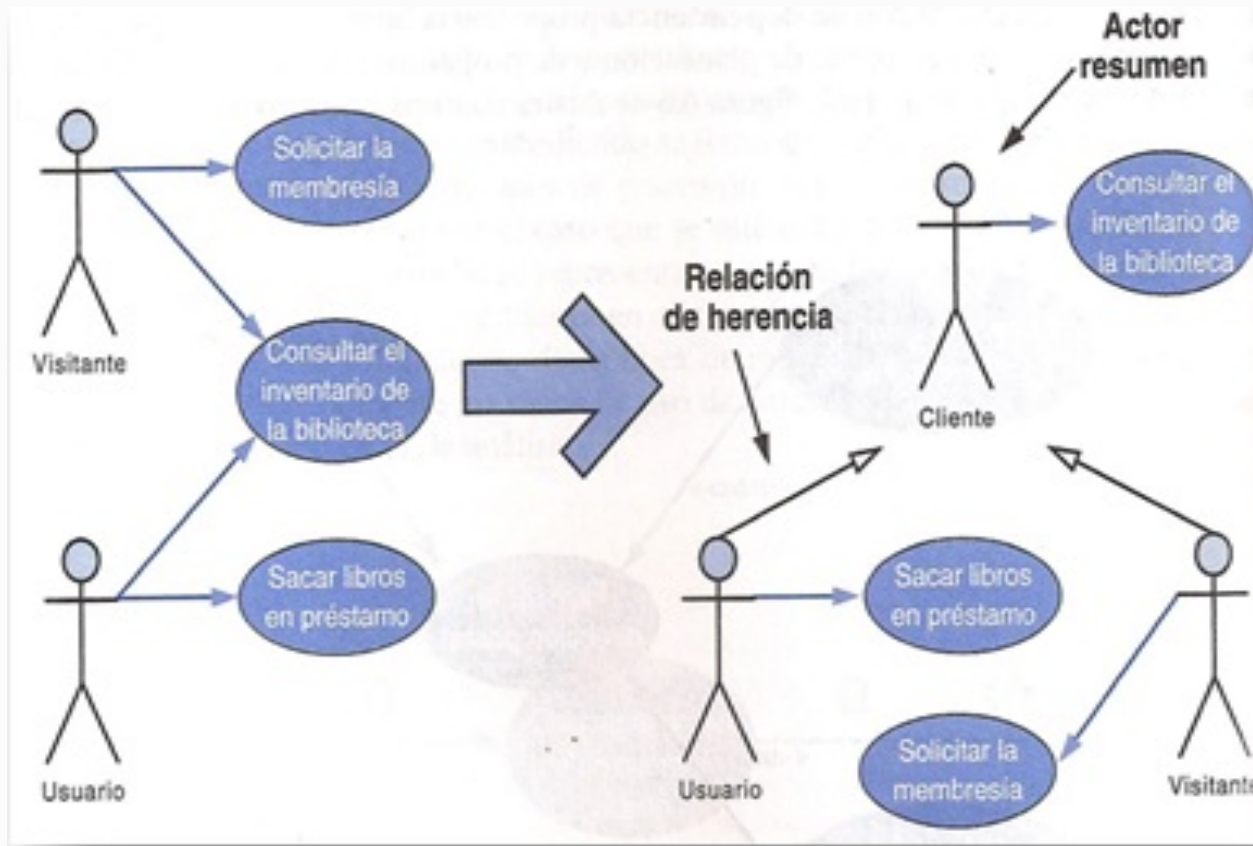 Solicitar la
membresía
Visitante
Consultar el
inventario de
la biblioteca
Sacar libros
en préstamo
Usuario
Actor
resumen
Consultar el
inventario de
la biblioteca
Relación
de herencia
Cliente
Sacar libros
en préstamo
Usuario
Solicitar la
membresía
Visitante